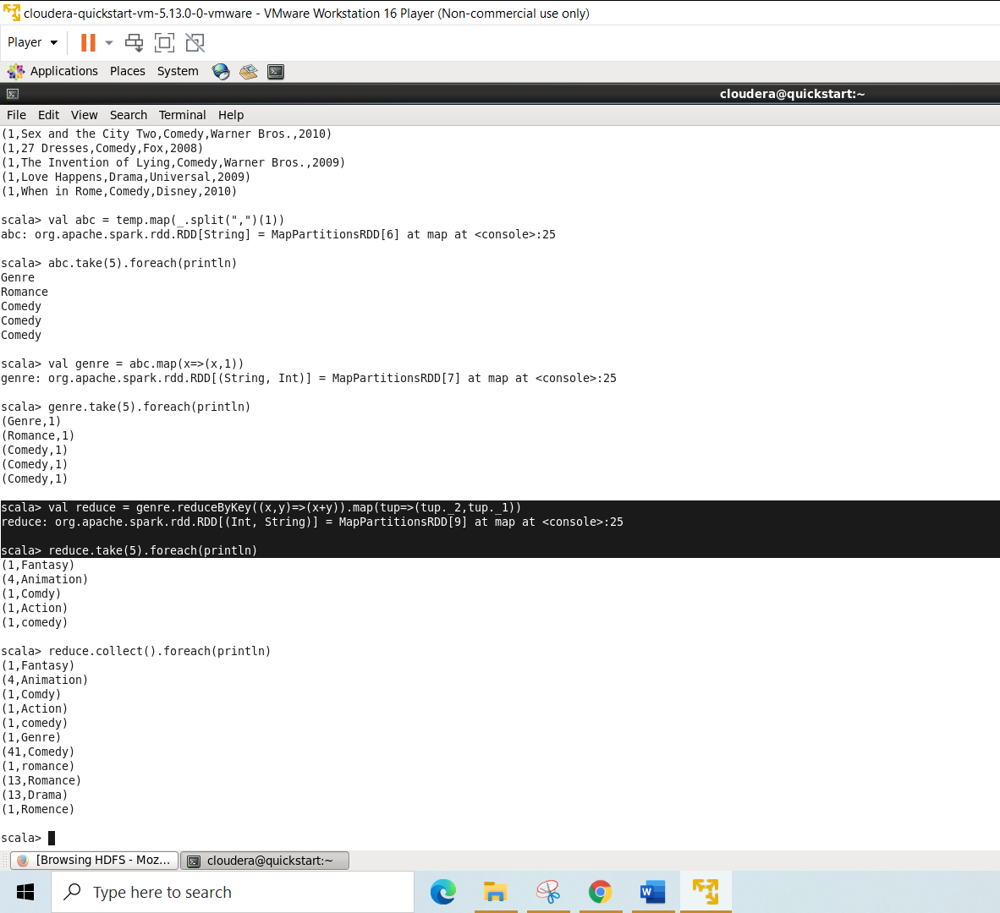 cloudera-quickstart-vm-5.13.0-0-vmware - VMware Workstation 16 Player (Non-commercial use only)
Player
Applications Places System
cloudera@quickstart:~
File Edit View Search Terminal Help
(1,Sex and the City Two,Comedy,Warner Bros.,2010)
(1,27 Dresses,Comedy,Fox,2008)
(1,The Invention of Lying,Comedy,Warner Bros.,2009)
(1,Love Happens,Drama,Universal,2009)
(1,When in Rome,Comedy,Disney,2010)
scala> val abc = temp.map(_.split(",")(1))
abc: org.apache.spark.rdd.RDD[String] = MapPartitionsRDD[6] at map at <console>:25
scala> abc.take(5).foreach(println)
Genre
Romance
Comedy
Comedy
Comedy
scala> val genre = abc.map(x=>(x,1))
genre: org.apache.spark.rdd.RDD[(String, Int)] = MapPartitionsRDD[7] at map at <console>:25
scala> genre.take(5).foreach(println)
(Genre,1)
(Romance,1)
(Comedy,1)
(Comedy,1)
(Comedy,1)
scala> val reduce = genre.reduceByKey((x,y)=>(x+y)).map(tup=>(tup._2,tup._1))
reduce: org.apache.spark.rdd.RDD[(Int, String)] = MapPartitionsRDD[9] at map at <console>:25
scala> reduce.take(5).foreach(println)
(1,Fantasy)
(4,Animation)
(1,Comdy)
(1,Action)
(1,comedy)
scala> reduce.collect().foreach(println)
(1,Fantasy)
(4,Animation)
(1,Comdy)
(1,Action)
(1,comedy)
(1,Genre)
(41,Comedy)
(1,romance)
(13,Romance)
(13,Drama)
(1,Romence)
scala>
[Browsing HDFS - Moz... cloudera@quickstart:~
Type here to search